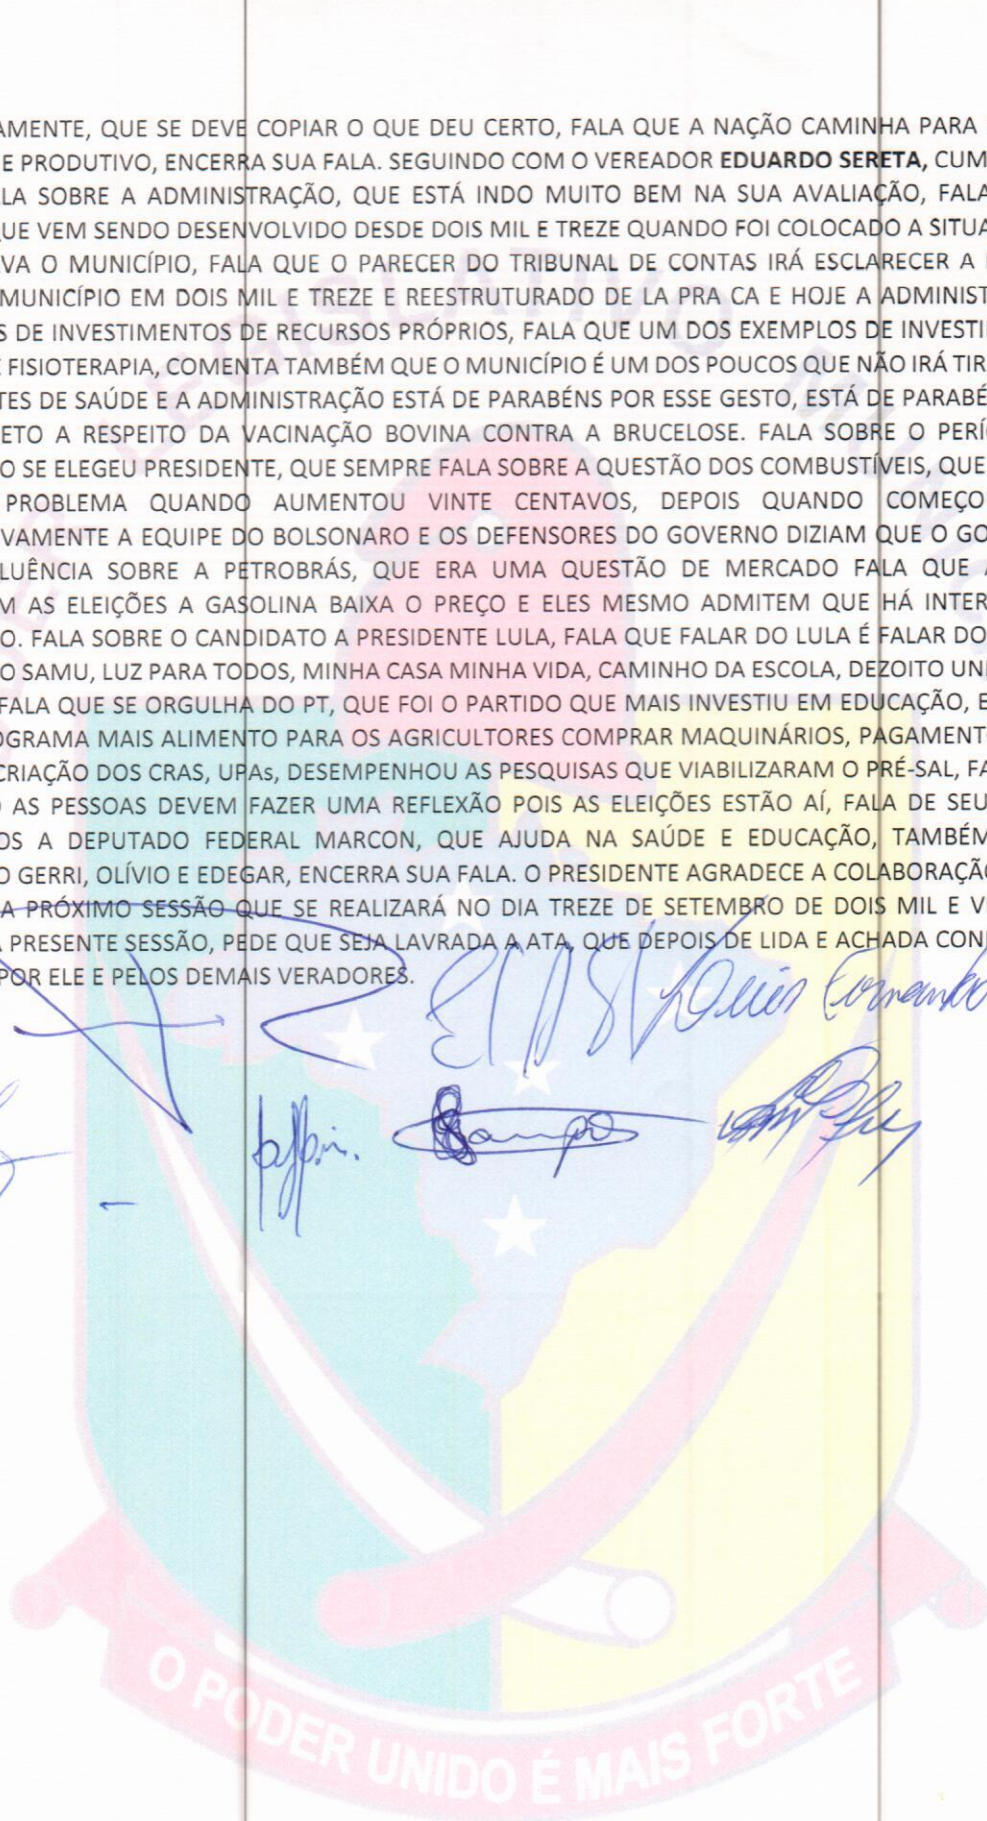 AMENTE, QUE SE DEVE COPIAR O QUE DEU CERTO, FALA QUE A NAÇÃO CAMINHA PARA
E PRODUTIVO, ENCERRA SUA FALA. SEGUINDO COM O VEREADOR EDUARDO SERETA, CUM
LA SOBRE A ADMINISTRAÇÃO, QUE ESTÁ INDO MUITO BEM NA SUA AVALIAÇÃO, FALA
QUE VEM SENDO DESENVOLVIDO DESDE DOIS MIL E TREZE QUANDO FOI COLOCADO A SITUA
AVA O MUNICÍPIO, FALA QUE O PARECER DO TRIBUNAL DE CONTAS IRÁ ESCLARECER A
MUNICÍPIO EM DOIS MIL E TREZE E REESTRUTURADO DE LA PRA CA E HOJE A ADMINIST
S DE INVESTIMENTOS DE RECURSOS PRÓPRIOS, FALA QUE UM DOS EXEMPLOS DE INVESTI
E FISIOTERAPIA, COMENTA TAMBÉM QUE O MUNICÍPIO É UM DOS POUCOS QUE NÃO IRÁ TIR
TES DE SAÚDE E A ADMINISTRAÇÃO ESTÁ DE PARABÉNS POR ESSE GESTO, ESTÁ DE PARABÉ
ETO A RESPEITO DA VACINAÇÃO BOVINA CONTRA A BRUCELOSE. FALA SOBRE O PERÍ
O SE ELEGEU PRESIDENTE, QUE SEMPRE FALA SOBRE A QUESTÃO DOS COMBUSTÍVEIS, QUE
PROBLEMA QUANDO AUMENTOU VINTE CENTAVOS, DEPOIS QUANDO COMEÇO
VAMENTE A EQUIPE DO BOLSONARO E OS DEFENSORES DO GOVERNO DIZIAM QUE O GO
LUÊNCIA SOBRE A PETROBRÁS, QUE ERA UMA QUESTÃO DE MERCADO FALA QUE A
M AS ELEIÇÕES A GASOLINA BAIXA O PREÇO E ELES MESMO ADMITEM QUE HÁ INTER
O. FALA SOBRE O CANDIDATO A PRESIDENTE LULA, FALA QUE FALAR DO LULA É FALAR DO
O SAMU, LUZ PARA TODOS, MINHA CASA MINHA VIDA, CAMINHO DA ESCOLA, DEZOITO UNI
FALA QUE SE ORGULHA DO PT, QUE FOI O PARTIDO QUE MAIS INVESTIU EM EDUCAÇÃO, E
OGRAMA MAIS ALIMENTO PARA OS AGRICULTORES COMPRAR MAQUINÁRIOS, PAGAMENT
CRIAÇÃO DOS CRAS, UPAs, DESEMPENHOU AS PESQUISAS QUE VIABILIZARAM O PRÉ-SAL, FA
O AS PESSOAS DEVEM FAZER UMA REFLEXÃO POIS AS ELEIÇÕES ESTÃO AÍ, FALA DE SEU
OS A DEPUTADO FEDERAL MARCON, QUE AJUDA NA SAÚDE E EDUCAÇÃO, TAMBÉM
O GERRI, OLÍVIO E EDEGAR, ENCERRA SUA FALA. O PRESIDENTE AGRADECE A COLABORAÇÃO
A PRÓXIMO SESSÃO QUE SE REALIZARÁ NO DIA TREZE DE SETEMBRO DE DOIS MIL E V
A PRESENTE SESSÃO, PEDE QUE SEJA LAVRADA A ATA, QUE DEPOIS DE LIDA E ACHADA CON
POR ELE E PELOS DEMAIS VERADORES.
Luis Fernando
LEGISLATIVO
O PODER UNIDO É MAIS FORTE